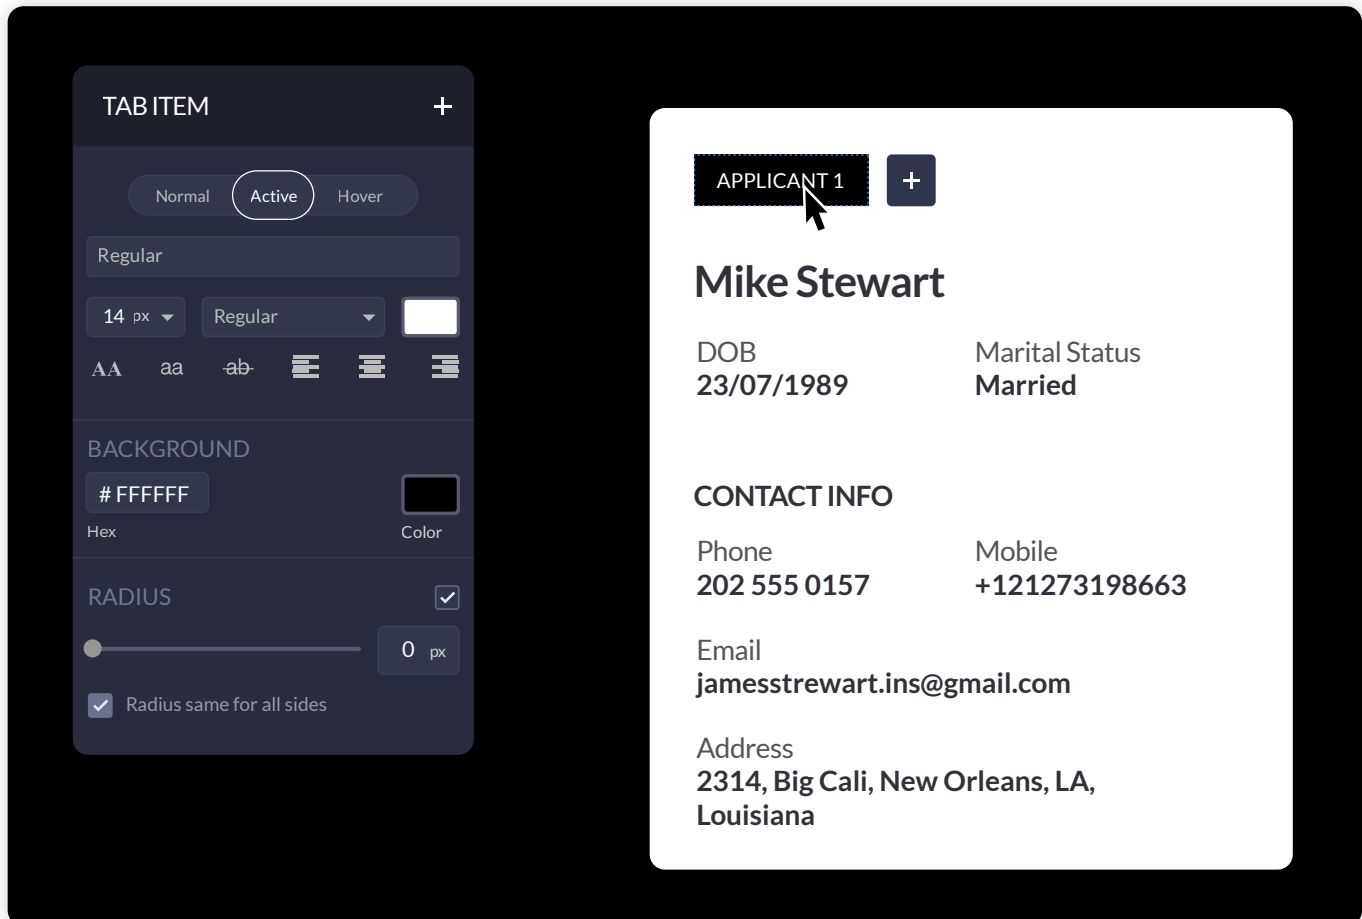 TAB ITEM
Normal Active Hover
Regular
14 px Regular
AA aa ab
BACKGROUND
# FFFFFF
Hex Color
RADIUS
0 px
Radius same for all sides
APPLICANT 1
Mike Stewart
DOB Marital Status
23/07/1989 Married
CONTACT INFO
Phone Mobile
202 555 0157 +121273198663
Email
jamesstrewart.ins@gmail.com
Address
2314, Big Cali, New Orleans, LA,
Louisiana